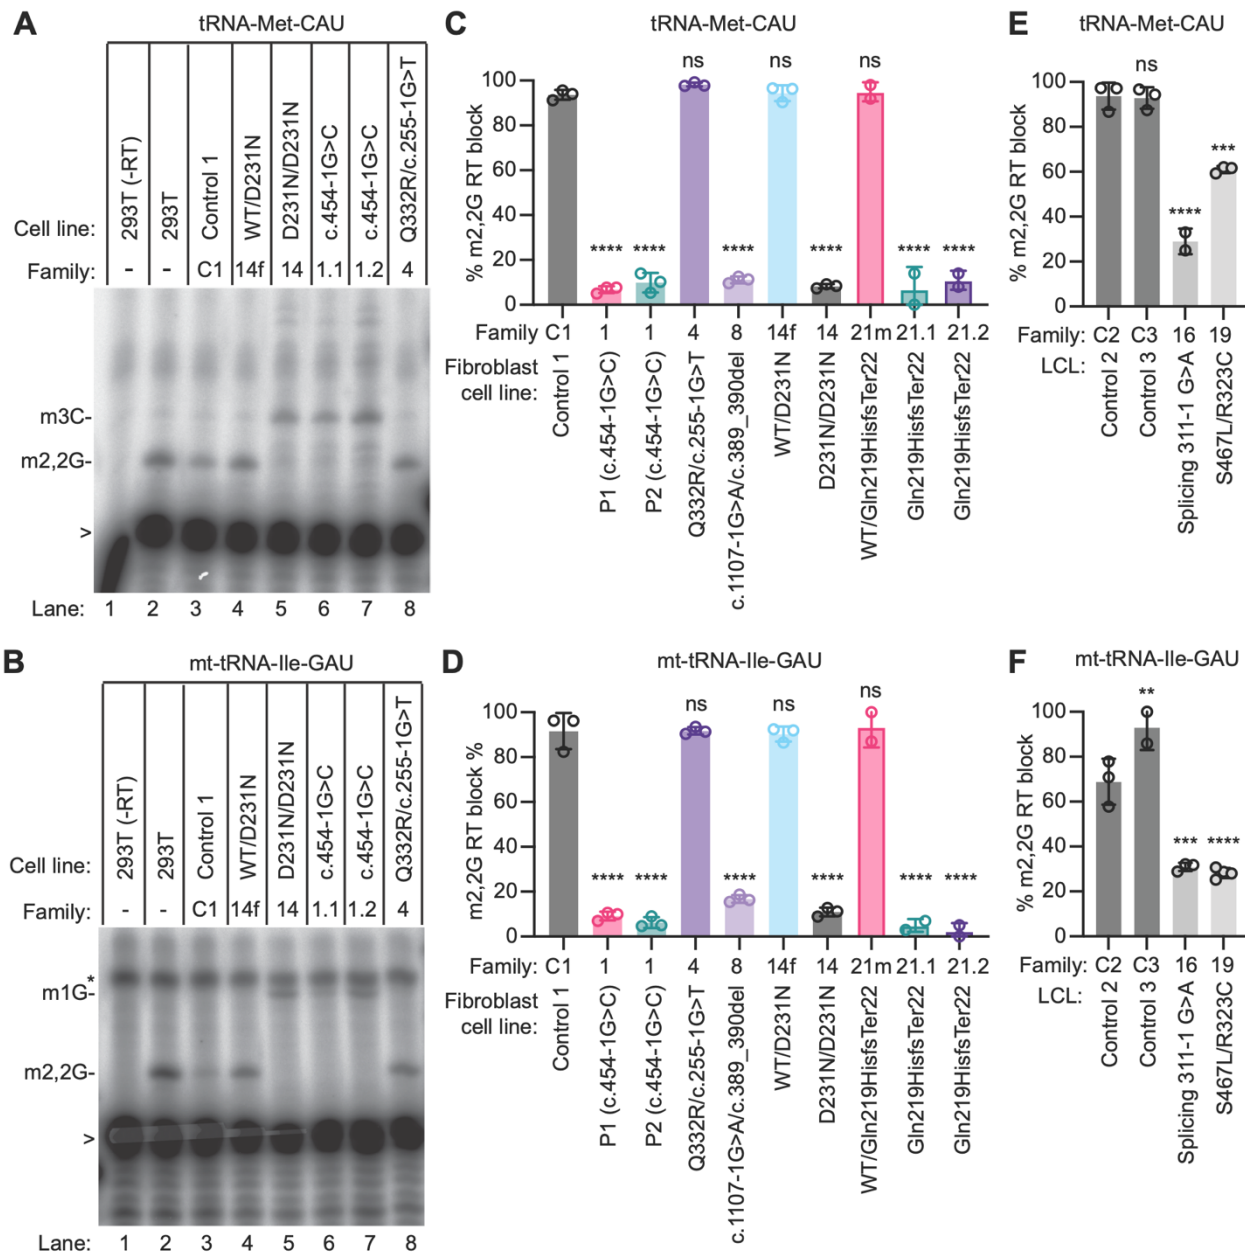 A
tRNA-Met-CAU
Cell line:
293T (-RT)
293T
Control 1
WT/D231N
D231N/D231N
c.454-1G>C
c.454-1G>C
Q332R/c.255-1G>T
Family: - - C1 14f 14 1.1 1.2 4
m3C-
m2,2G-
>
Lane: 1 2 3 4 5 6 7 8
B
mt-tRNA-Ile-GAU
Cell line:
293T (-RT)
293T
Control 1
WT/D231N
D231N/D231N
c.454-1G>C
c.454-1G>C
Q332R/c.255-1G>T
Family: - - C1 14f 14 1.1 1.2 4
*
m1G-
m2,2G-
>
Lane: 1 2 3 4 5 6 7 8
C
tRNA-Met-CAU
% m2,2G RT block
100
80
60
40
20
0
ns ns ns
**** **** **** **** **** ****
Family C1 1 1 4 8 14f 14 21m 21.1 21.2
Fibroblast
cell line:
Control 1
P1 (c.454-1G>C)
P2 (c.454-1G>C)
Q332R/c.255-1G>T
c.1107-1G>A/c.389_390del
WT/D231N
D231N/D231N
WT/Gln219HisfsTer22
Gln219HisfsTer22
Gln219HisfsTer22
D
mt-tRNA-Ile-GAU
m2,2G RT block %
100
80
60
40
20
0
ns ns ns
**** **** **** **** **** ****
Family: C1 1 1 4 8 14f 14 21m 21.1 21.2
Fibroblast
cell line:
Control 1
P1 (c.454-1G>C)
P2 (c.454-1G>C)
Q332R/c.255-1G>T
c.1107-1G>A/c.389_390del
WT/D231N
D231N/D231N
WT/Gln219HisfsTer22
Gln219HisfsTer22
Gln219HisfsTer22
E
tRNA-Met-CAU
% m2,2G RT block
100
80
60
40
20
0
ns
****
***
Family: C2 C3 16 19
LCL:
Control 2
Control 3
Splicing 311-1 G>A
S467L/R323C
F
mt-tRNA-Ile-GAU
% m2,2G RT block
100
80
60
40
20
0
**
*** ****
Family: C2 C3 16 19
LCL:
Control 2
Control 3
Splicing 311-1 G>A
S467L/R323C